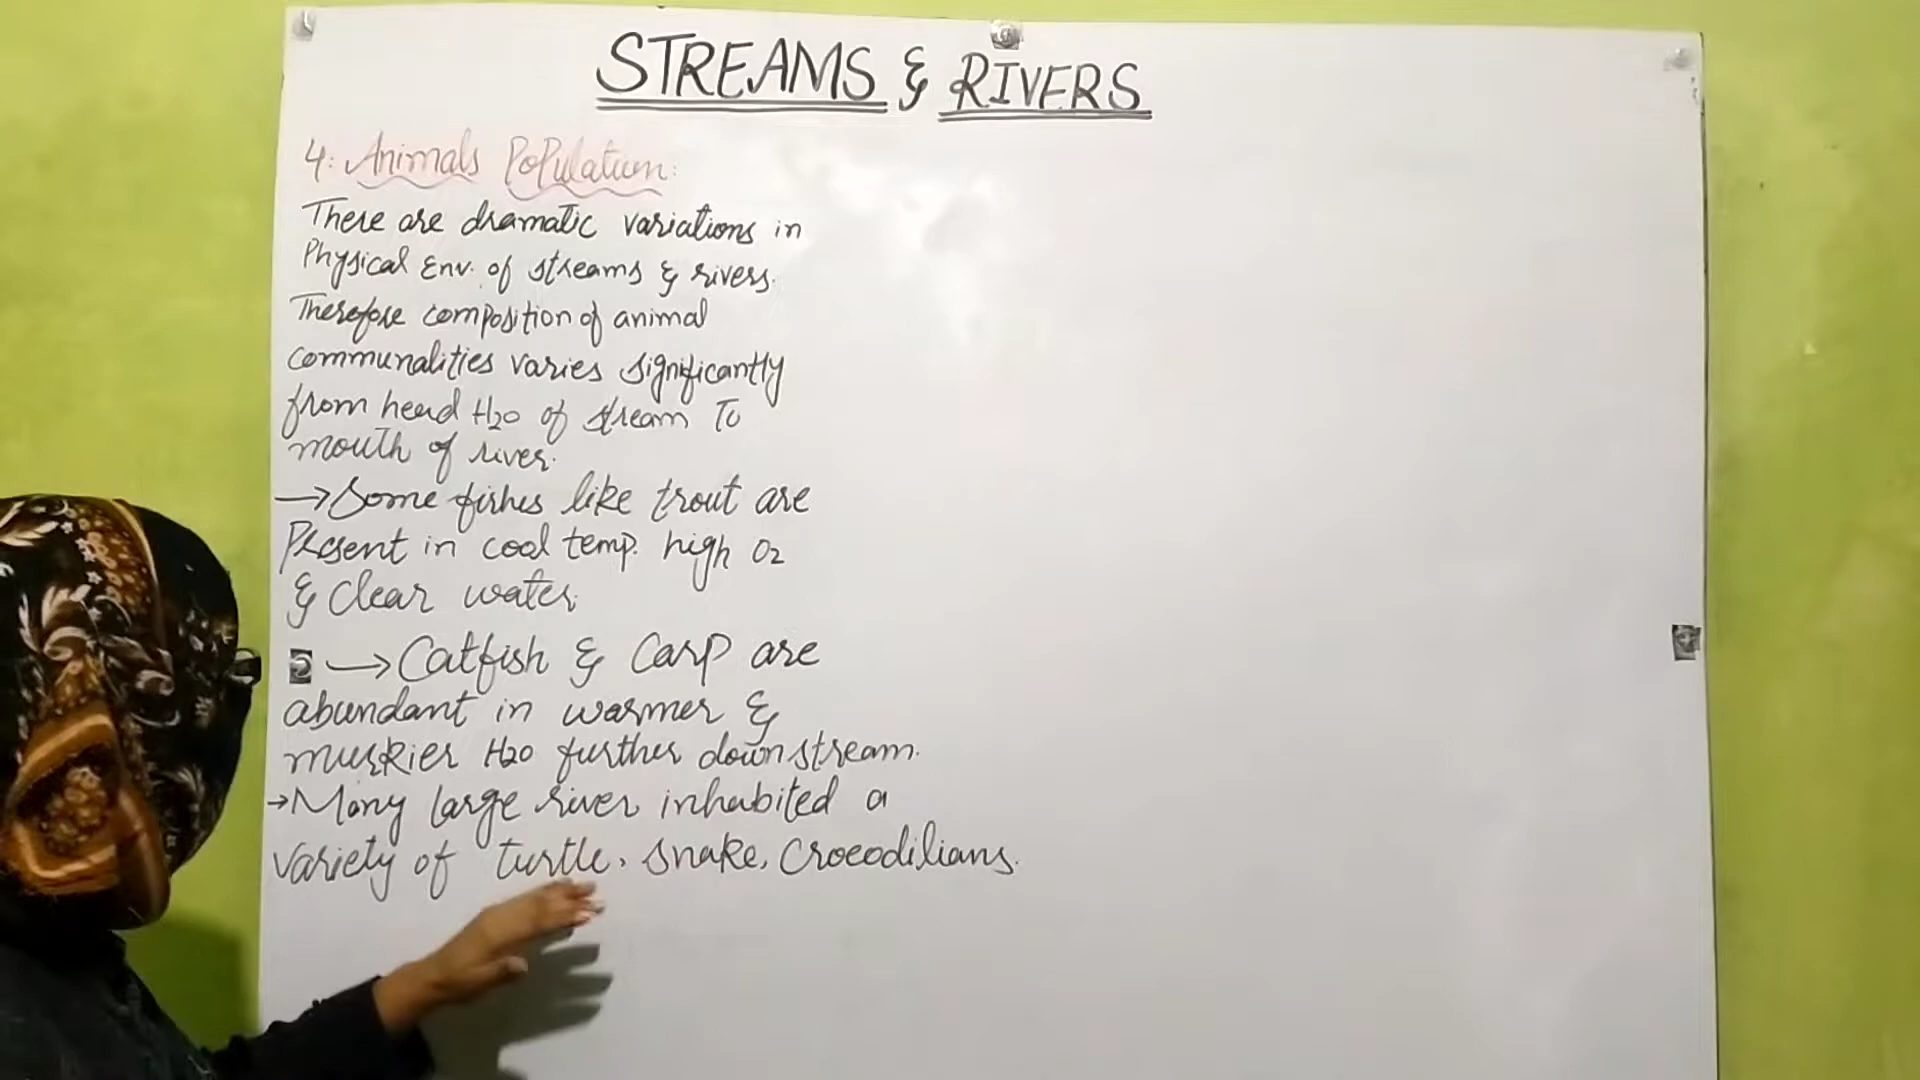 STREAMS & RIVERS
4: Animals Population:
There are dramatic variations in
Physical Env. of streams & rivers.
Therefore composition of animal
communalities varies significantly
from head H2O of stream To
mouth of river.
→ Some fishes like trout are
Present in cool temp. high O2
& Clear water.
→ Catfish & Carp are
abundant in warmer &
murkier H2O further downstream.
→ Many large river inhabited a
variety of turtle, snake, Crocodilians.